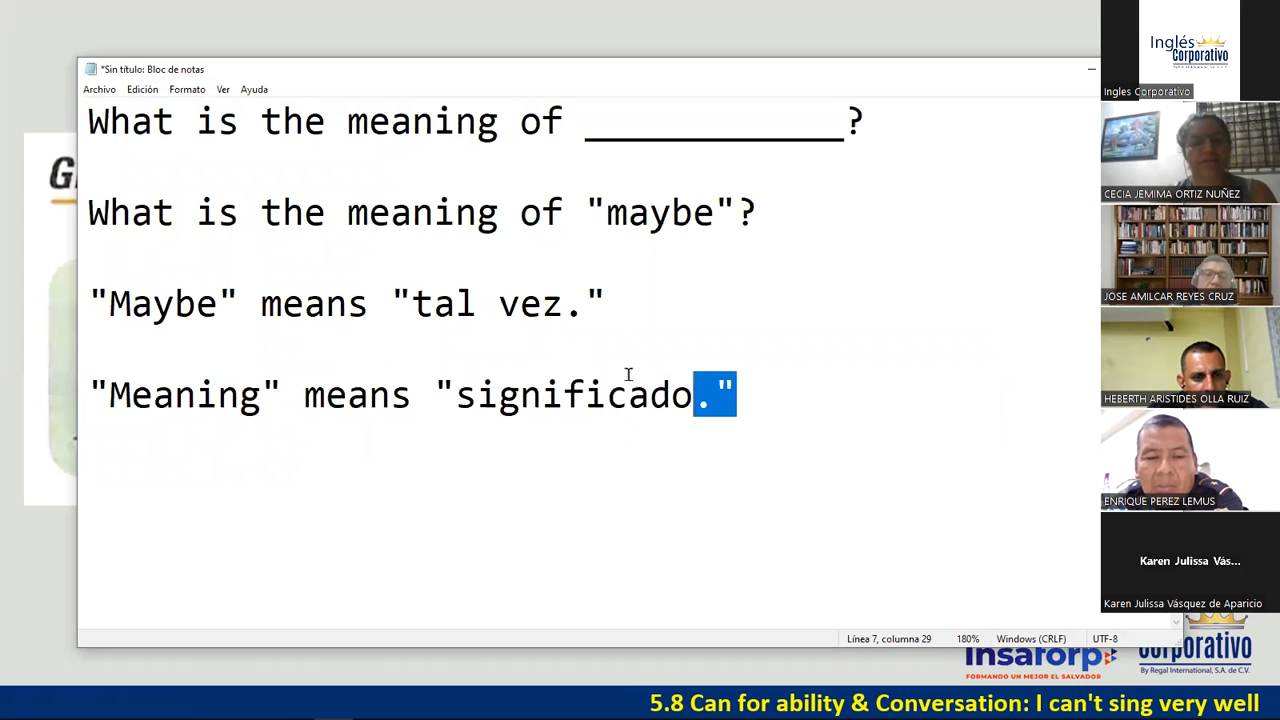 *Sin título: Bloc de notas
Archivo Edición Formato Ver Ayuda
What is the meaning of ____________?
What is the meaning of "maybe"?
"Maybe" means "tal vez."
"Meaning" means "significado."
Línea 7, columna 29 180% Windows (CRLF) UTF-8
G
Inglés
Corporativo
Ingles Corporativo
CECIA JEMIMA ORTIZ NUÑEZ
JOSE AMILCAR REYES CRUZ
HEBERTH ARISTIDES OLLA RUIZ
ENRIQUE PEREZ LEMUS
Karen Julissa Vás...
Karen Julissa Vásquez de Aparicio
Insaforp
FORMANDO UN MEJOR EL SALVADOR
Corporativo
By Regal International, S.A. de C.V.
5.8 Can for ability & Conversation: I can't sing very well